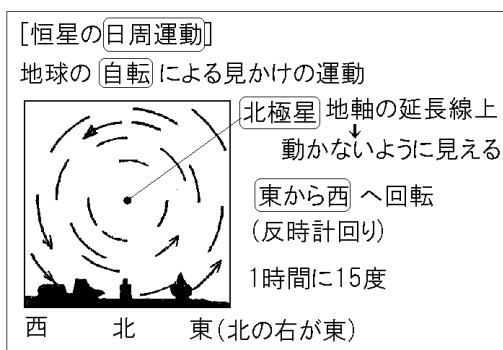 [恒星の日周運動]
地球の自転による見かけの運動
北極星 地軸の延長線上
↓
動かないように見える
東から西へ回転
(反時計回り)
1時間に15度
西 北 東(北の右が東)